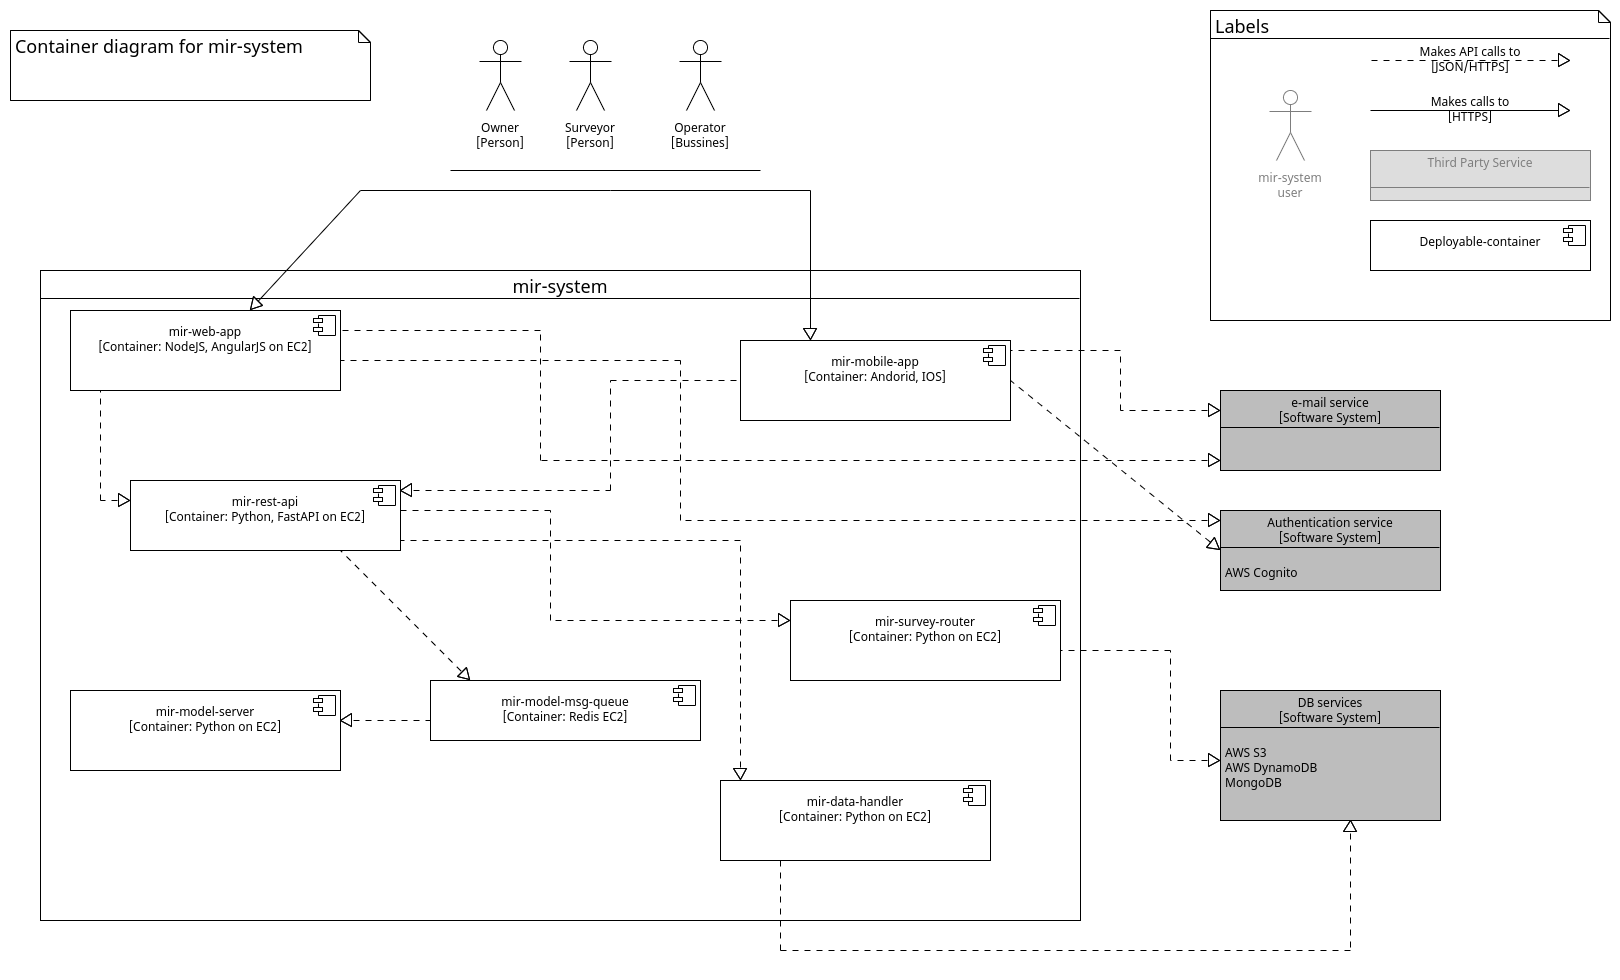 Container diagram for mir-system
Owner
[Person]
Surveyor
[Person]
Operator
[Bussines]
Labels
Makes API calls to
[JSON/HTTPS]
Makes calls to
[HTTPS]
mir-system
user
Third Party Service
Deployable-container
mir-system
mir-web-app
[Container: NodeJS, AngularJS on EC2]
mir-mobile-app
[Container: Andorid, IOS]
e-mail service
[Software System]
mir-rest-api
[Container: Python, FastAPI on EC2]
Authentication service
[Software System]
AWS Cognito
mir-survey-router
[Container: Python on EC2]
mir-model-server
[Container: Python on EC2]
mir-model-msg-queue
[Container: Redis EC2]
DB services
[Software System]
AWS S3
AWS DynamoDB
MongoDB
mir-data-handler
[Container: Python on EC2]